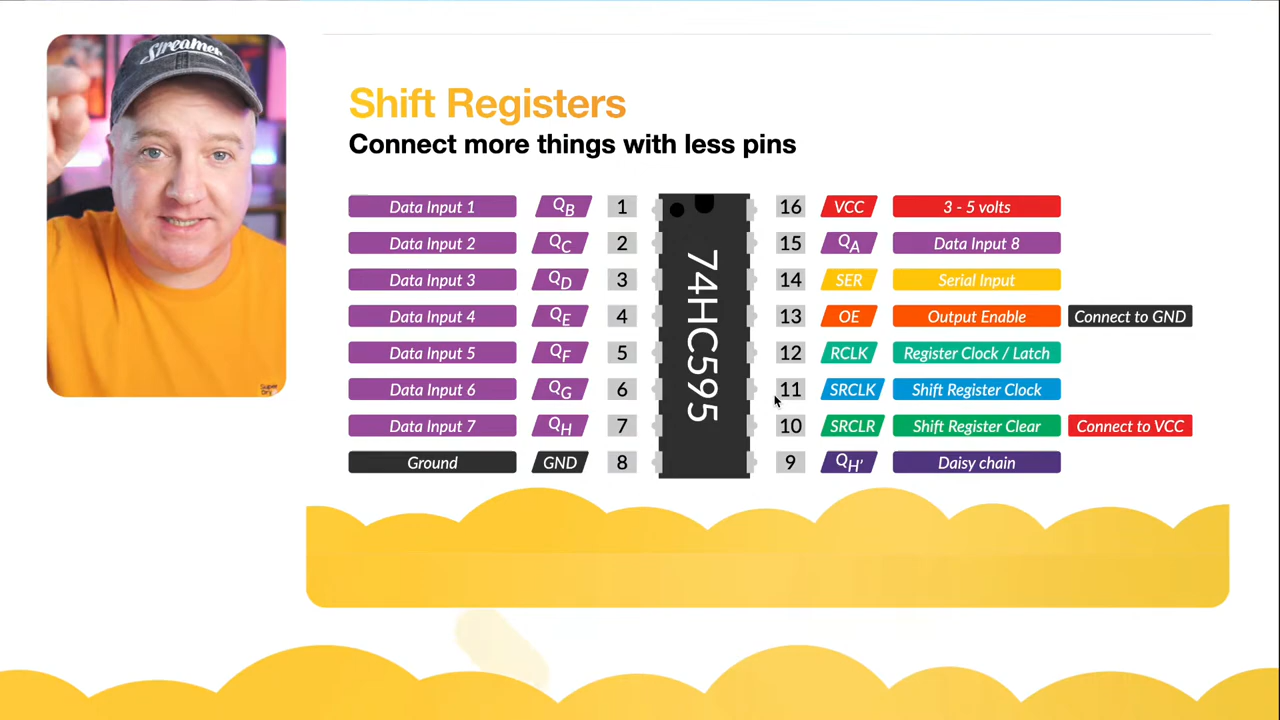 Streamer
Shift Registers
Connect more things with less pins
Data Input 1 QB 1 16 VCC 3 - 5 volts
Data Input 2 QC 2 15 QA Data Input 8
Data Input 3 QD 3 14 SER Serial Input
Data Input 4 QE 4 13 OE Output Enable Connect to GND
Data Input 5 QF 5 12 RCLK Register Clock / Latch
Data Input 6 QG 6 11 SRCLK Shift Register Clock
Data Input 7 QH 7 10 SRCLR Shift Register Clear Connect to VCC
Ground GND 8 9 QH' Daisy chain
74HC595